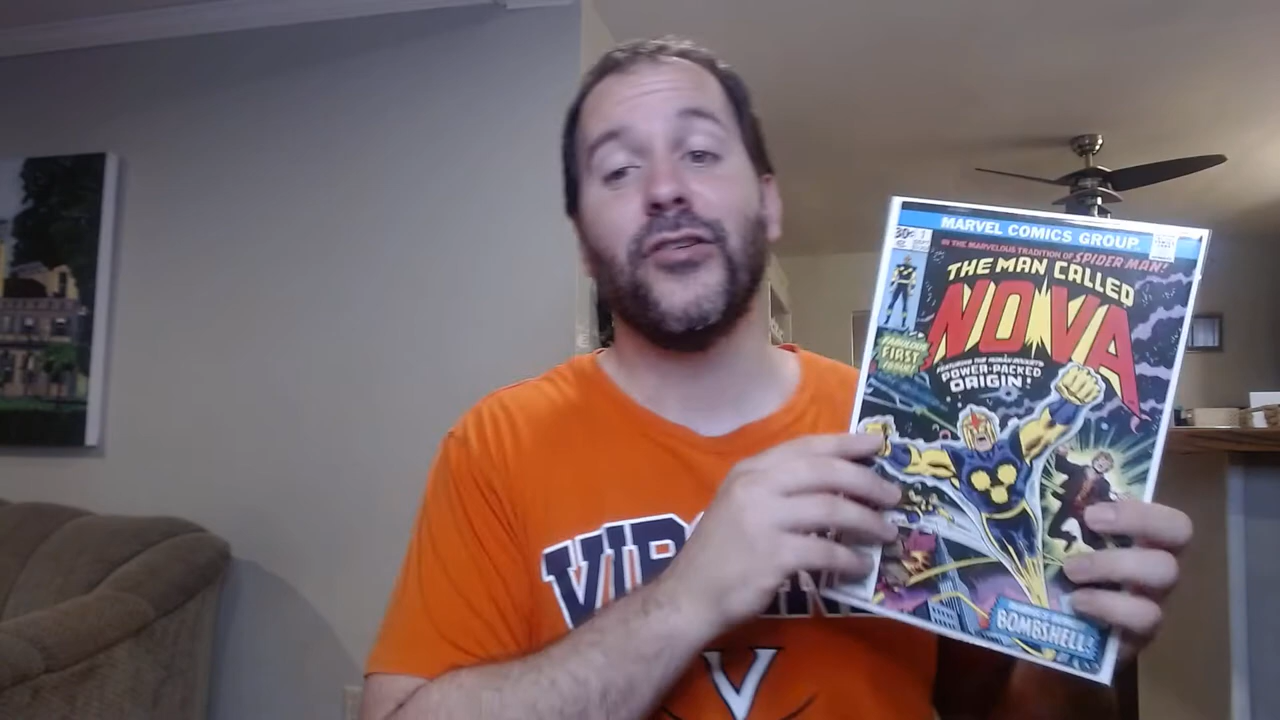 MARVEL COMICS GROUP
30¢ 1
IN THE MARVELOUS TRADITION OF SPIDER-MAN!
THE MAN CALLED
NOVA
FABULOUS
FIRST
ISSUE!
FEATURING THE HUMAN ROCKET'S
POWER-PACKED
ORIGIN!
BOMBSHELL!
VIR
V